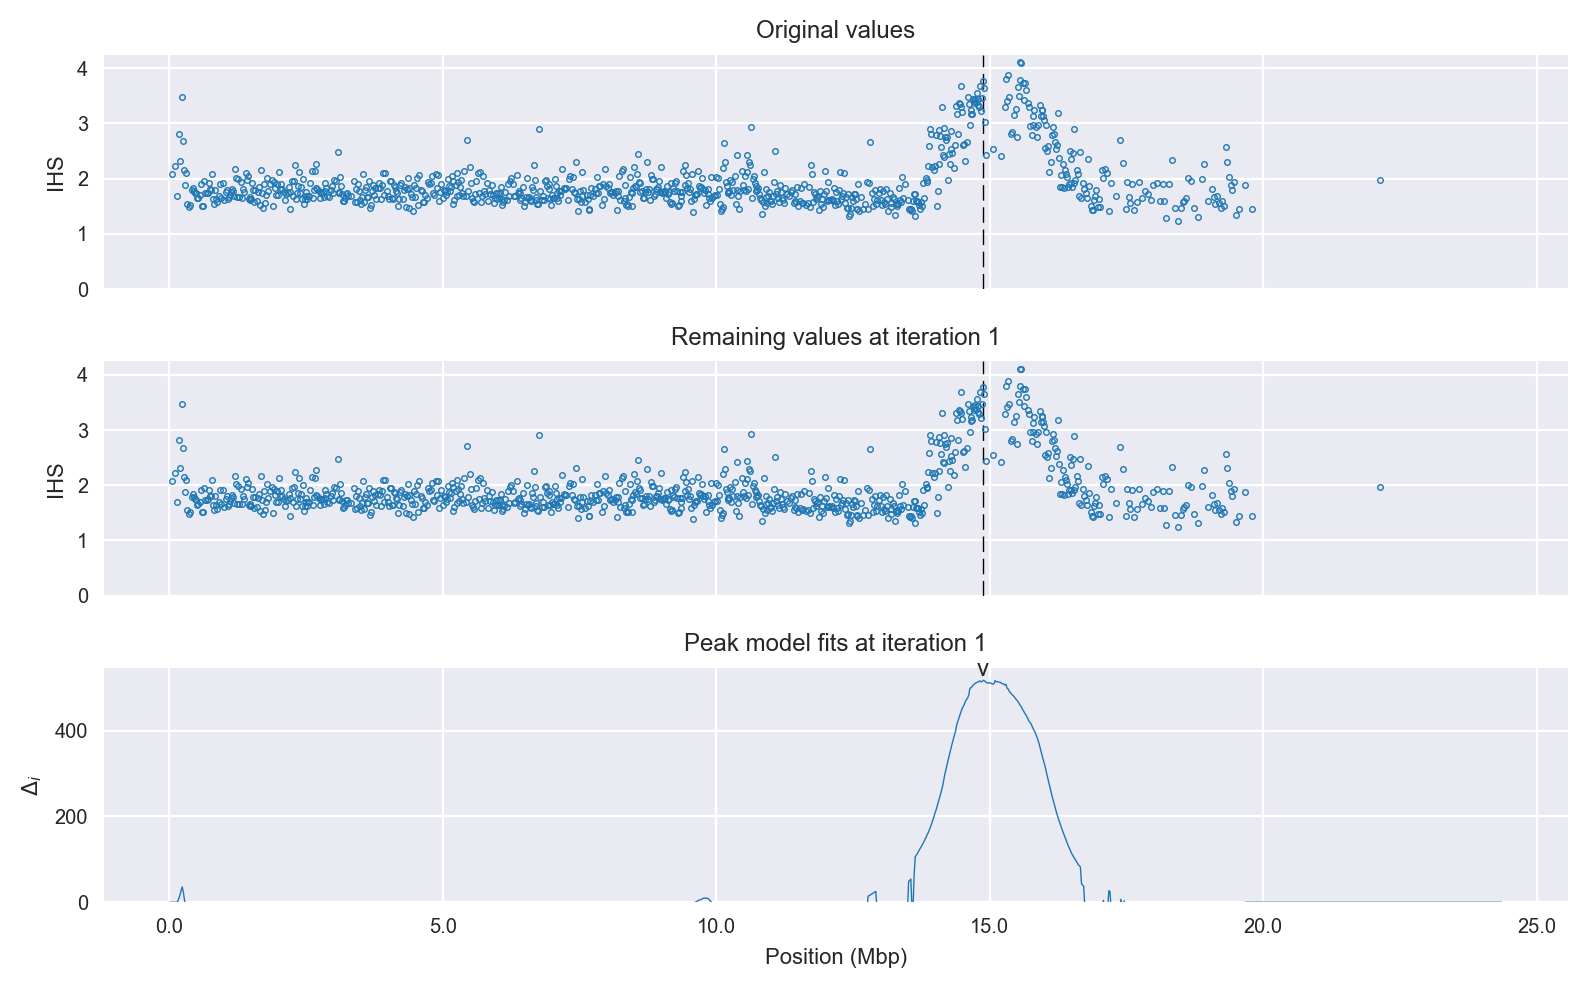 Original values
4
3
2
1
0
IHS
Remaining values at iteration 1
4
3
2
1
0
IHS
Peak model fits at iteration 1
v
400
200
0
Δi
0.0 5.0 10.0 15.0 20.0 25.0
Position (Mbp)